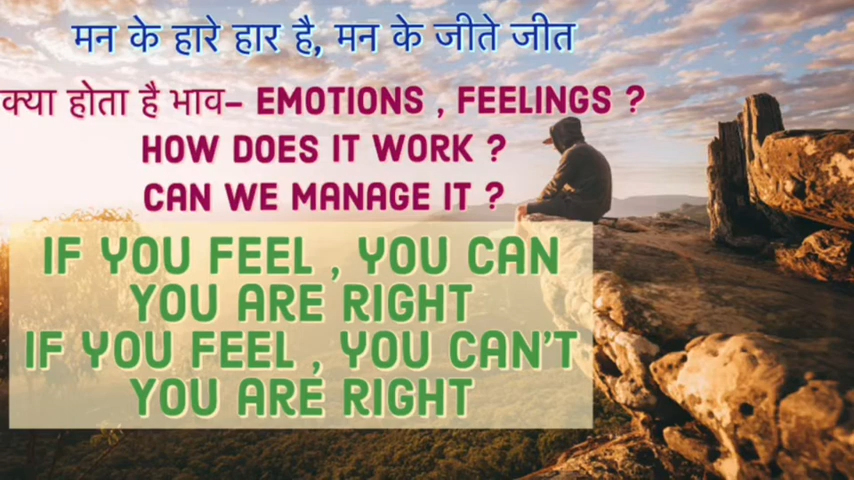 मन के हारे हार है, मन के जीते जीत
क्या होता है भाव- EMOTIONS , FEELINGS ?
HOW DOES IT WORK ?
CAN WE MANAGE IT ?
IF YOU FEEL , YOU CAN
YOU ARE RIGHT
IF YOU FEEL , YOU CAN'T
YOU ARE RIGHT